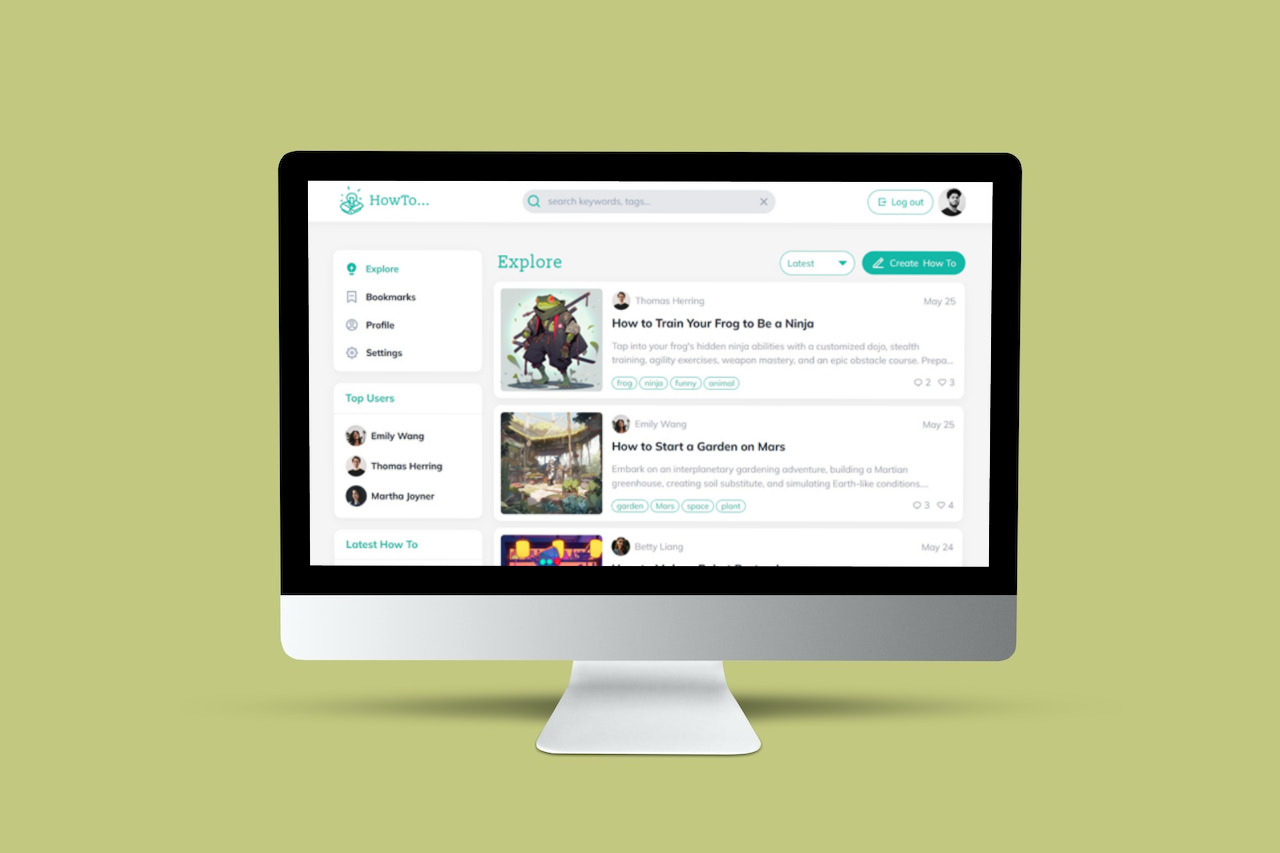 HowTo...
search keywords, tags...
Log out
Explore
Bookmarks
Profile
Settings
Top Users
Emily Wang
Thomas Herring
Martha Joyner
Latest How To
Explore
Latest
Create How To
Thomas Herring
May 25
How to Train Your Frog to Be a Ninja
Tap into your frog's hidden ninja abilities with a customized dojo, stealth
training, agility exercises, weapon mastery, and an epic obstacle course. Prepa...
frog ninja funny animal
2 3
Emily Wang
May 25
How to Start a Garden on Mars
Embark on an interplanetary gardening adventure, building a Martian
greenhouse, creating soil substitute, and simulating Earth-like conditions....
garden Mars space plant
3 4
Betty Liang
May 24